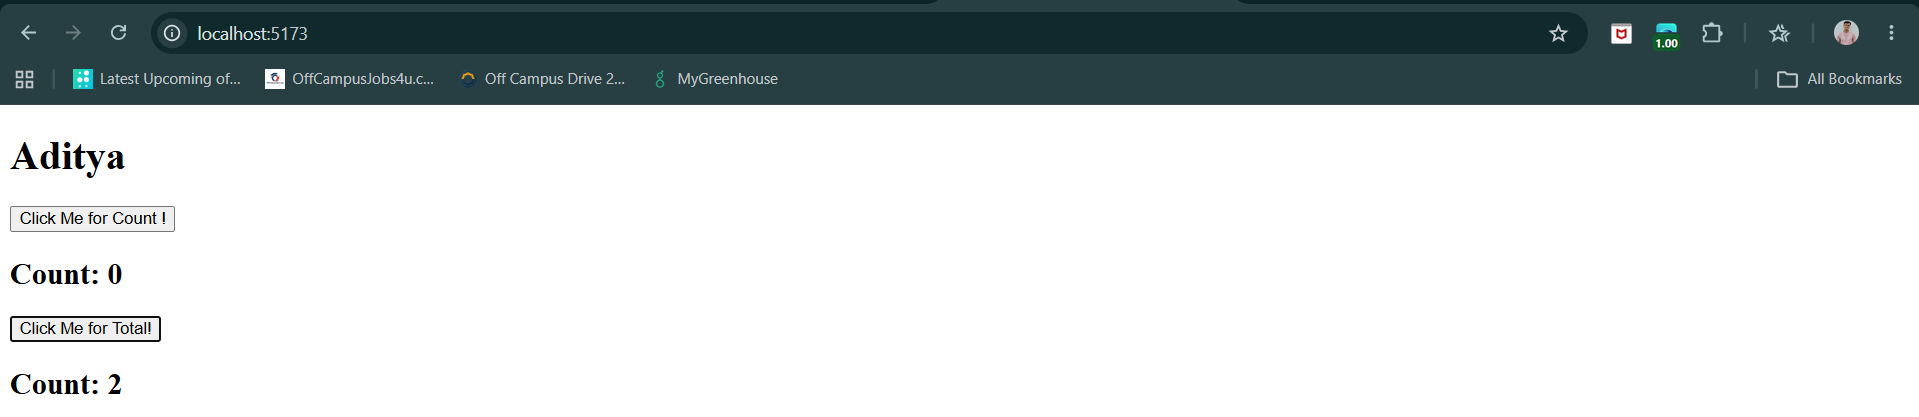 localhost:5173
1.00
Latest Upcoming of...
OffCampusJobs4u.c...
Off Campus Drive 2...
MyGreenhouse
All Bookmarks
Aditya
Click Me for Count !
Count: 0
Click Me for Total!
Count: 2